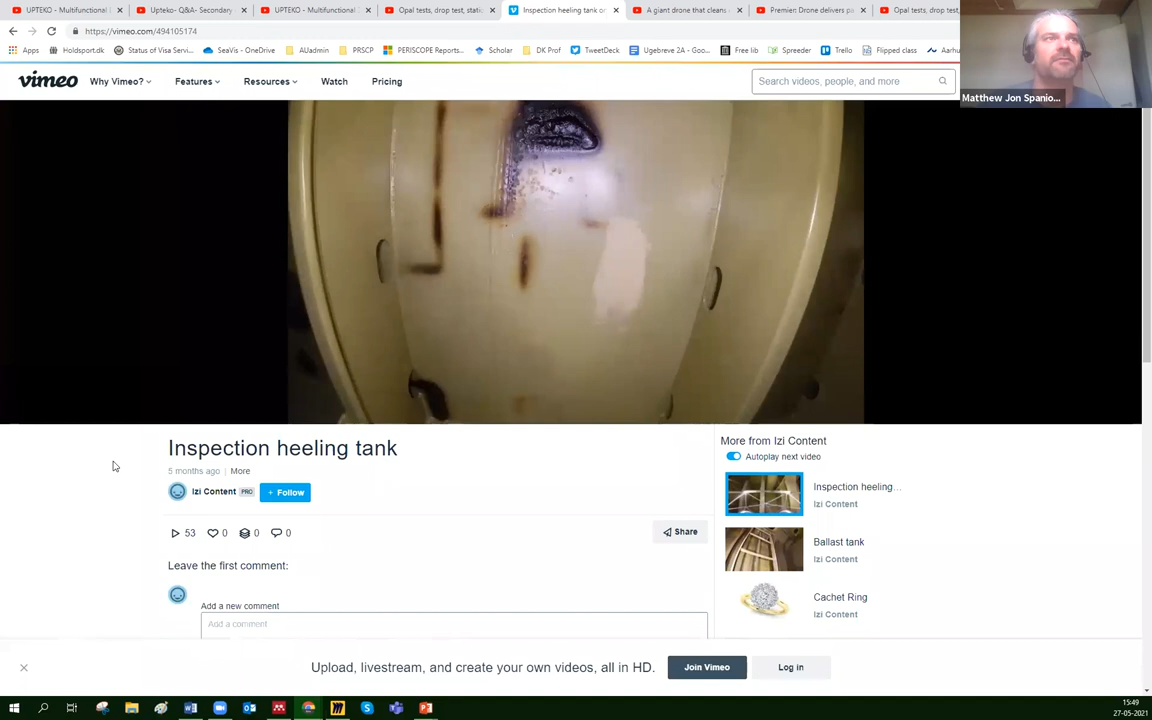 UPTEKO - Multifunctional
Upteko- Q&A- Secondary
UPTEKO - Multifunctional
Opal tests, drop test, stati
Inspection heeling tank or
A giant drone that cleans
Premier: Drone delivers pa
Opal tests, drop test,
https://vimeo.com/494105174
Apps
Holdsport.dk
Status of Visa Servi...
SeaVis - OneDrive
AUadmin
PRSCP
PERISCOPE Reports...
Scholar
DK Prof
TweetDeck
Ugebreve 2A - Goo...
Free lib
Spreeder
Trello
Flipped class
Aarhu
Matthew Jon Spanio...
vimeo
Why Vimeo?
Features
Resources
Watch
Pricing
Search videos, people, and more
Inspection heeling tank
5 months ago | More
Izi Content PRO
+ Follow
53
0
0
0
Share
Leave the first comment:
Add a new comment
Add a comment
More from Izi Content
Autoplay next video
Inspection heeling...
Izi Content
Ballast tank
Izi Content
Cachet Ring
Izi Content
Upload, livestream, and create your own videos, all in HD.
Join Vimeo
Log in
15:49
27-05-2021